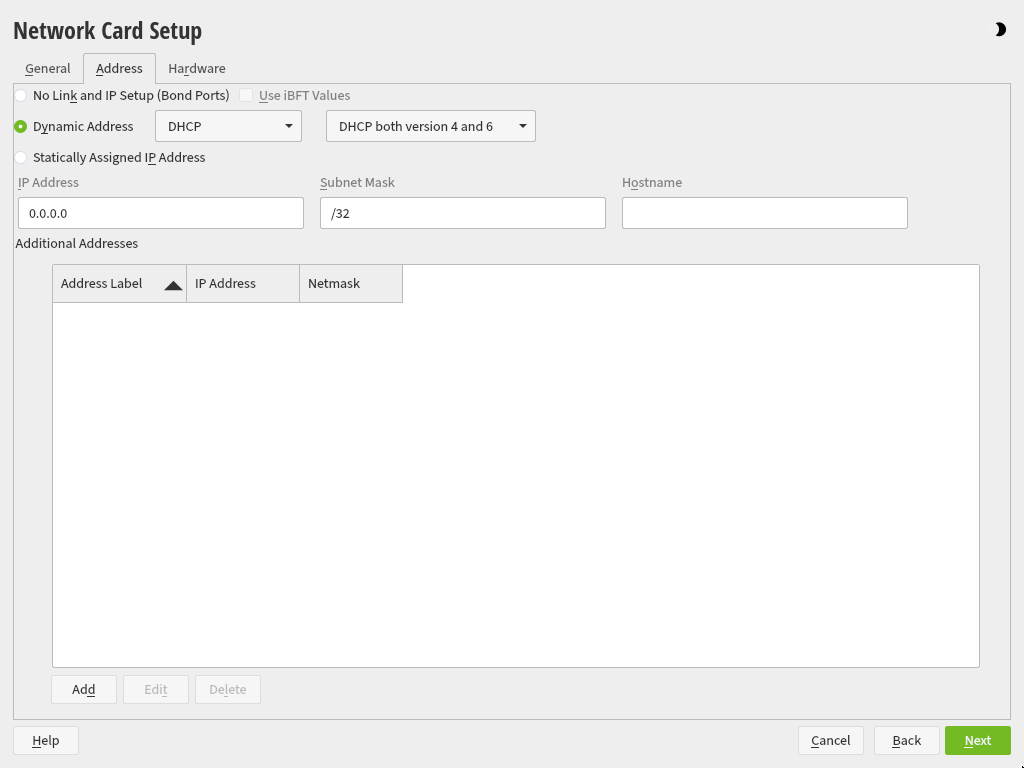 Network Card Setup
General Address Hardware
No Link and IP Setup (Bond Ports) Use iBFT Values
Dynamic Address DHCP DHCP both version 4 and 6
Statically Assigned IP Address
IP Address Subnet Mask Hostname
0.0.0.0 /32
Additional Addresses
Address Label IP Address Netmask
Add Edit Delete
Help Cancel Back Next